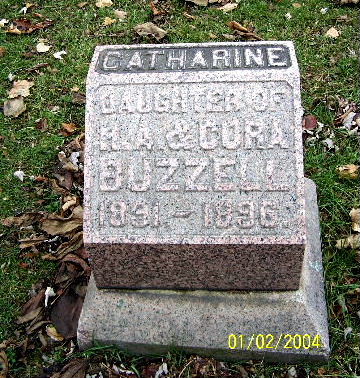 CATHARINE
DAUGHTER OF
R.A & CORA
BUZZELL
1891 - 1896
01/02/2004